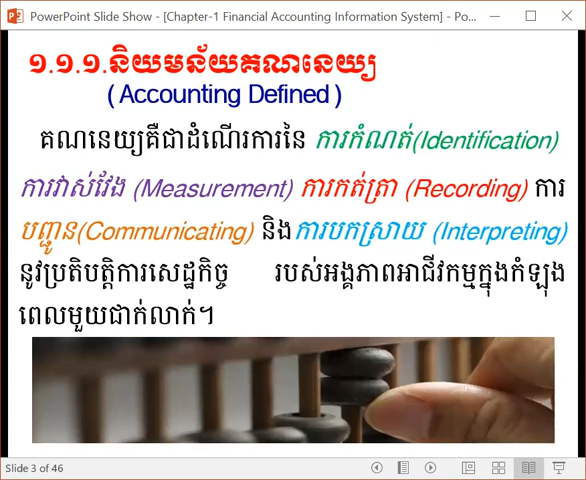 PowerPoint Slide Show - [Chapter-1 Financial Accounting Information System] - Po...
១.១.១.និយមន័យគណនេយ្យ
( Accounting Defined )
គណនេយ្យគឺជាដំណើរការនៃ ការកំណត់(Identification)
ការវាស់វែង (Measurement) ការកត់ត្រា (Recording) ការ
បញ្ជូន(Communicating) និងការបកស្រាយ (Interpreting)
នូវប្រតិបត្តិការសេដ្ឋកិច្ច របស់អង្គភាពអាជីវកម្មក្នុងកំឡុង
ពេលមួយជាក់លាក់។
Slide 3 of 46